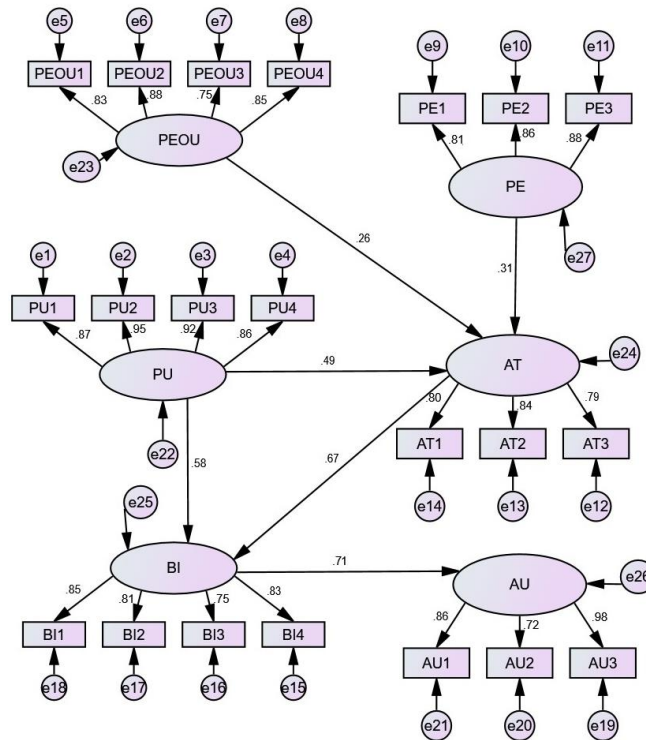 e5 e6 e7 e8
PEOU1 PEOU2 PEOU3 PEOU4
.83 .88 .75 .85
PEOU
e23
e9 e10 e11
PE1 PE2 PE3
.81 .86 .88
PE
e27
.26 .31
e1 e2 e3 e4
PU1 PU2 PU3 PU4
.87 .95 .92 .86
PU
e22
.49
AT
e24
.80 .84 .79
AT1 AT2 AT3
e14 e13 e12
.58 .67
e25
BI
.71
.85 .81 .75 .83
BI1 BI2 BI3 BI4
e18 e17 e16 e15
AU
e26
.86 .72 .98
AU1 AU2 AU3
e21 e20 e19